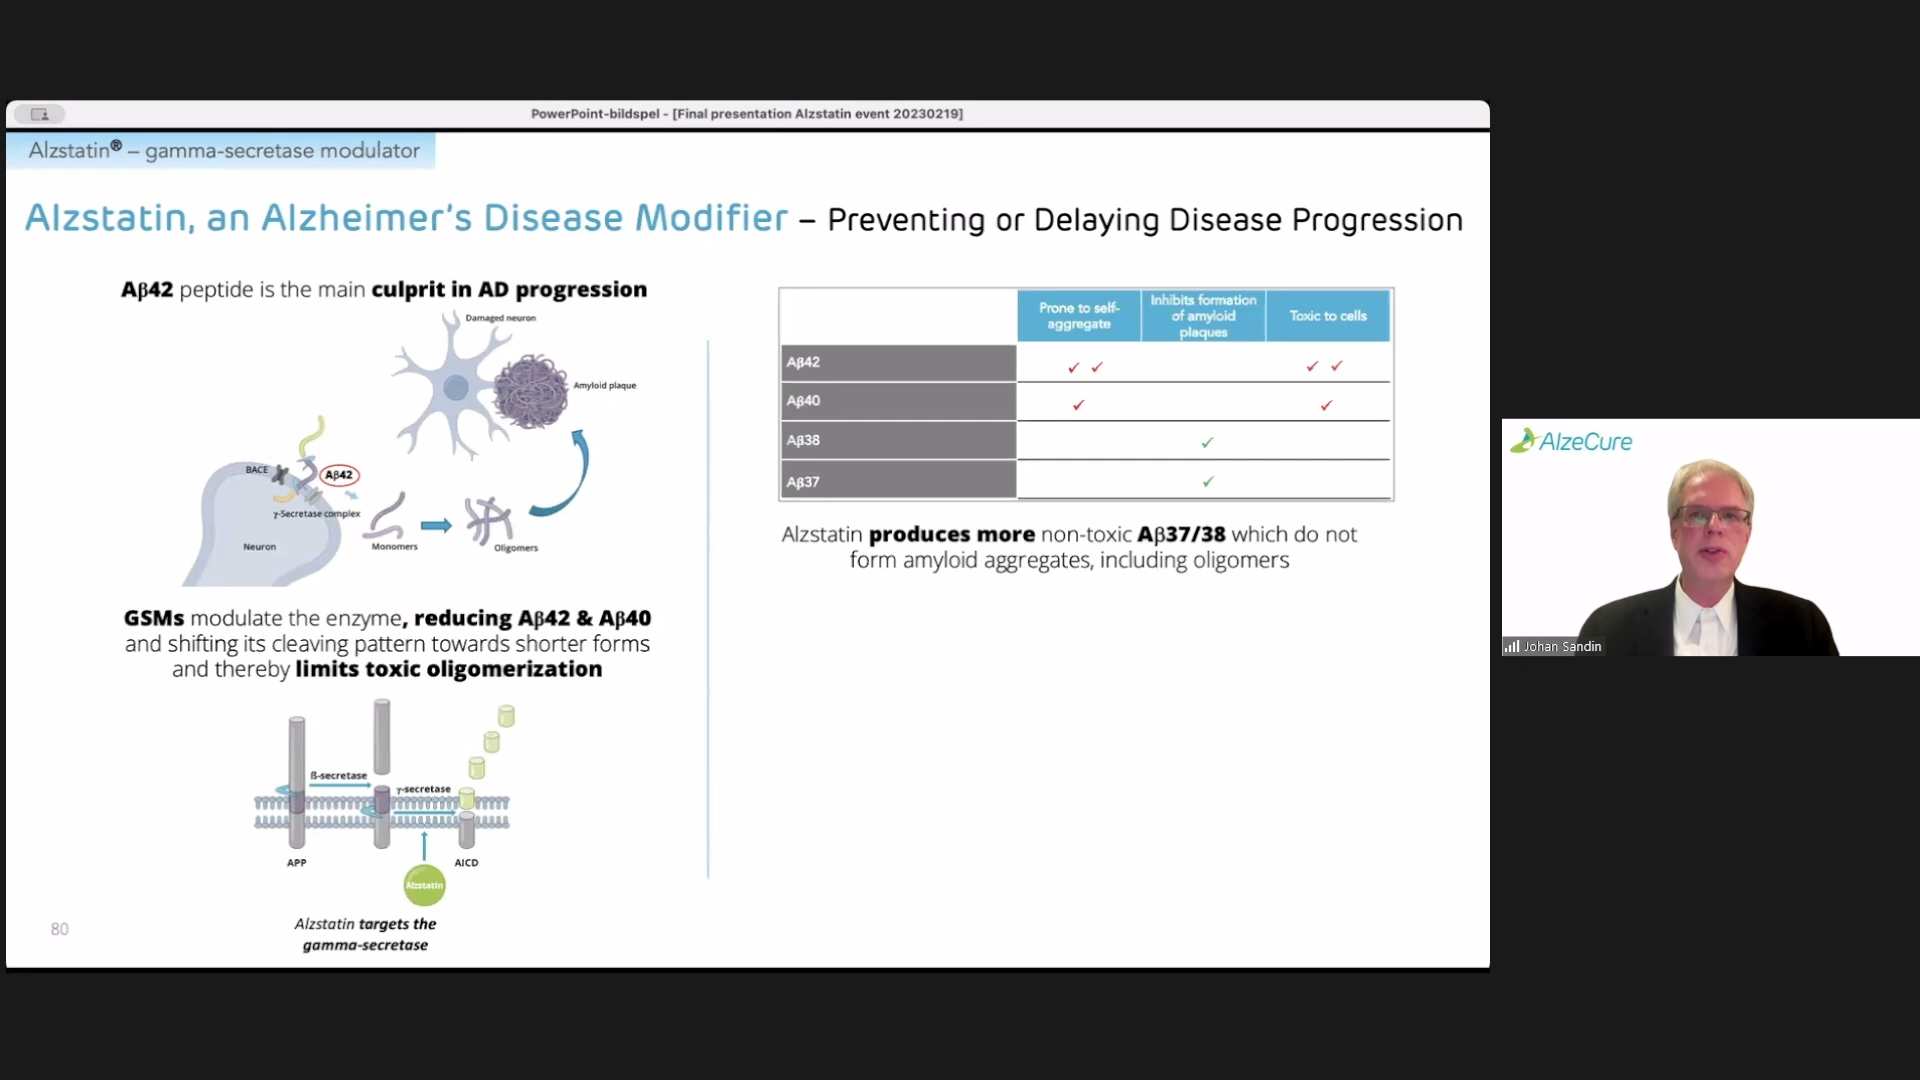 PowerPoint-bildspel - [Final presentation Alzstatin event 20230219]
Alzstatin® – gamma-secretase modulator
Alzstatin, an Alzheimer's Disease Modifier – Preventing or Delaying Disease Progression
Aβ42 peptide is the main culprit in AD progression
Damaged neuron
Amyloid plaque
BACE
Aβ42
γ-Secretase complex
Neuron
Monomers
Oligomers
GSMs modulate the enzyme, reducing Aβ42 & Aβ40
and shifting its cleaving pattern towards shorter forms
and thereby limits toxic oligomerization
ß-secretase
γ-secretase
APP
AICD
Alzstatin
Alzstatin targets the
gamma-secretase
80
Prone to self-
aggregate
Inhibits formation
of amyloid
plaques
Toxic to cells
Aβ42 ✓ ✓ ✓ ✓
Aβ40 ✓ ✓
Aβ38 ✓
Aβ37 ✓
Alzstatin produces more non-toxic Aβ37/38 which do not
form amyloid aggregates, including oligomers
AlzeCure
Johan Sandin